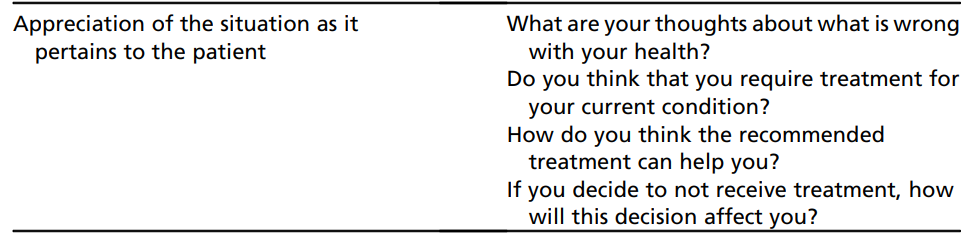 Appreciation of the situation as it
pertains to the patient
What are your thoughts about what is wrong
with your health?
Do you think that you require treatment for
your current condition?
How do you think the recommended
treatment can help you?
If you decide to not receive treatment, how
will this decision affect you?